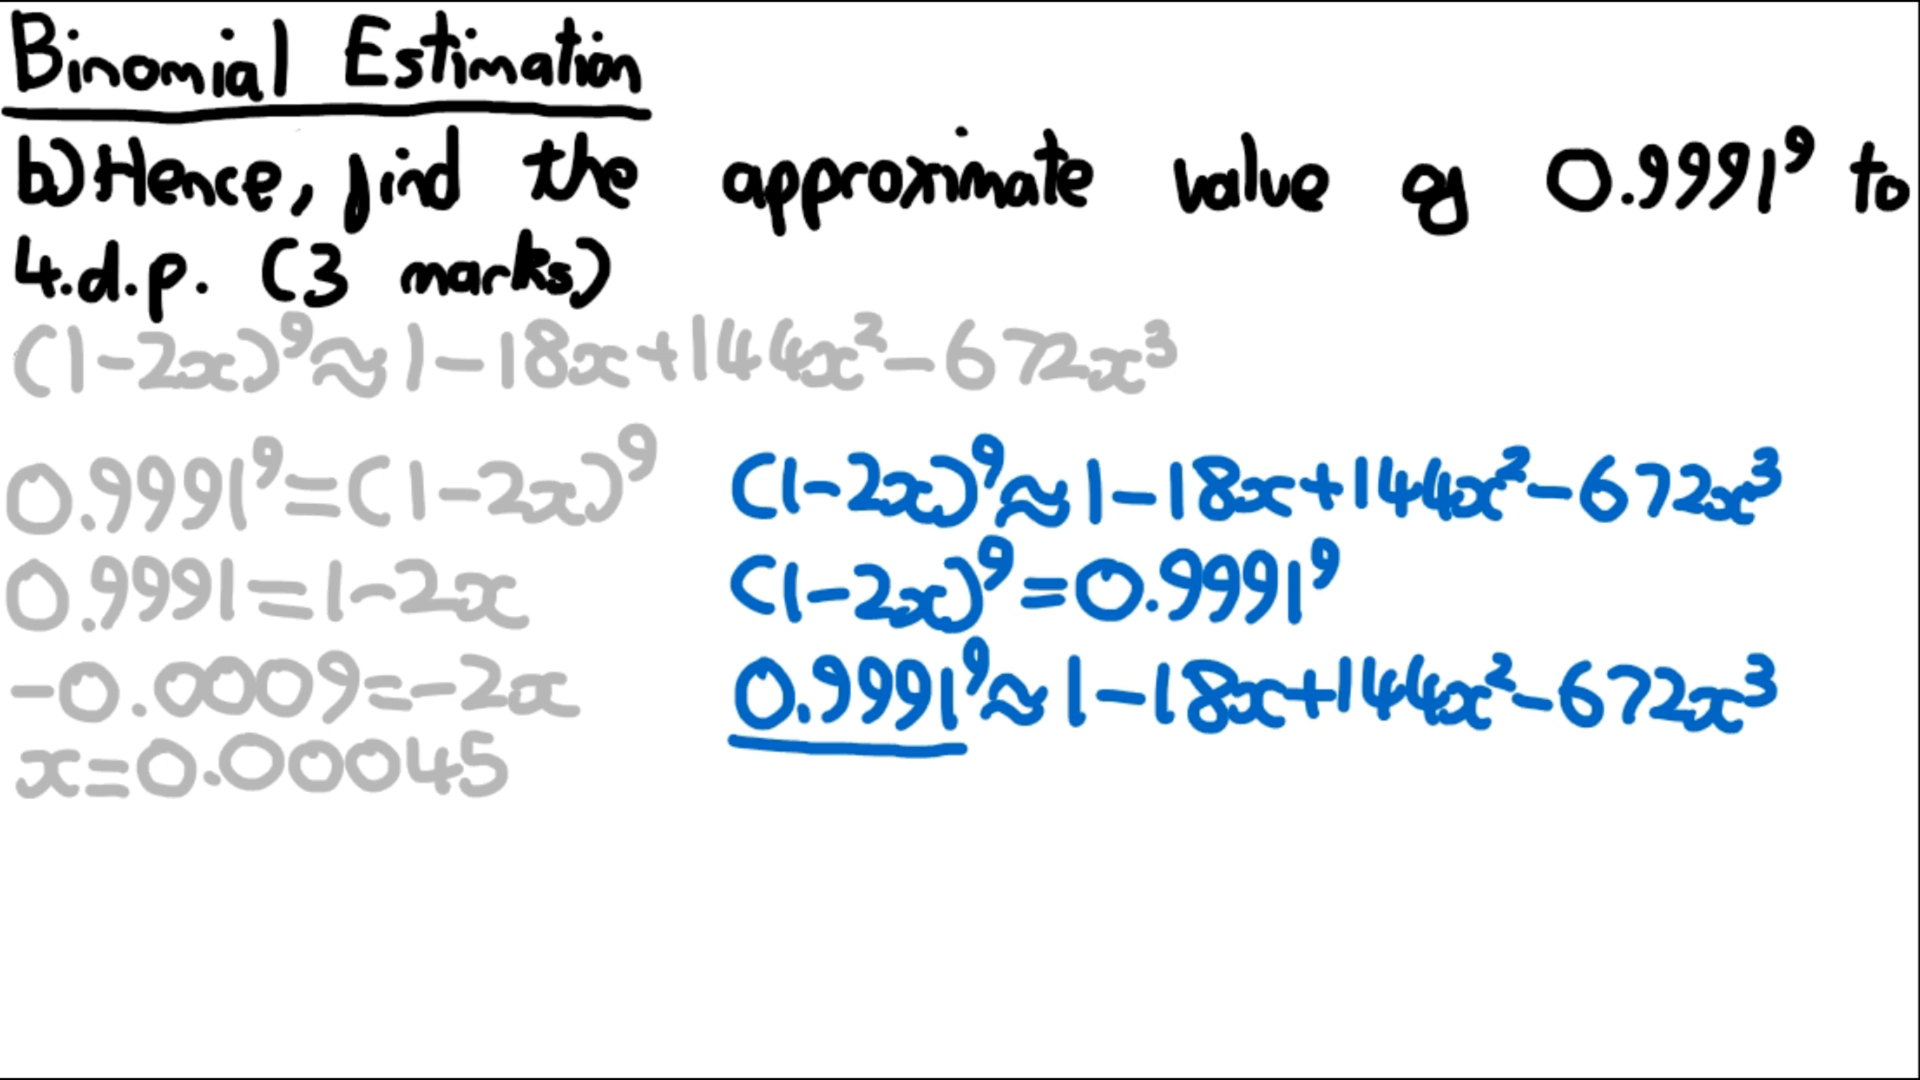 Binomial Estimation
b) Hence, find the approximate value of 0.9991⁹ to
4.d.p. (3 marks)
(1-2x)⁹≈1-18x+144x²-672x³
0.9991⁹=(1-2x)⁹
0.9991=1-2x
-0.0009=-2x
x=0.00045
(1-2x)⁹≈1-18x+144x²-672x³
(1-2x)⁹=0.9991⁹
0.9991⁹≈1-18x+144x²-672x³